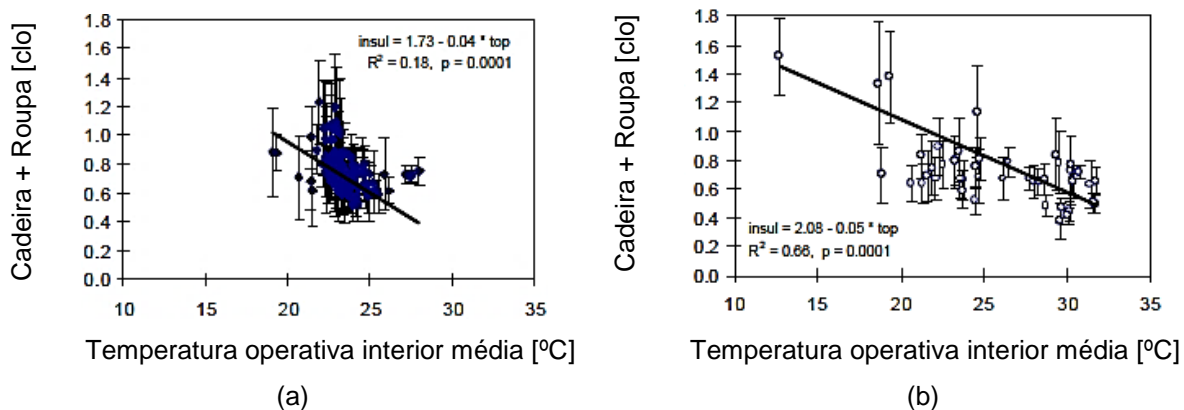 Cadeira + Roupa [clo]
1.8
1.6
1.4
1.2
1.0
0.8
0.6
0.4
0.2
0.0
insul = 1.73 - 0.04 * top
R² = 0.18, p = 0.0001
10 15 20 25 30 35
Temperatura operativa interior média [ºC]
(a)
Cadeira + Roupa [clo]
1.8
1.6
1.4
1.2
1.0
0.8
0.6
0.4
0.2
0.0
insul = 2.08 - 0.05 * top
R² = 0.66, p = 0.0001
10 15 20 25 30 35
Temperatura operativa interior média [ºC]
(b)